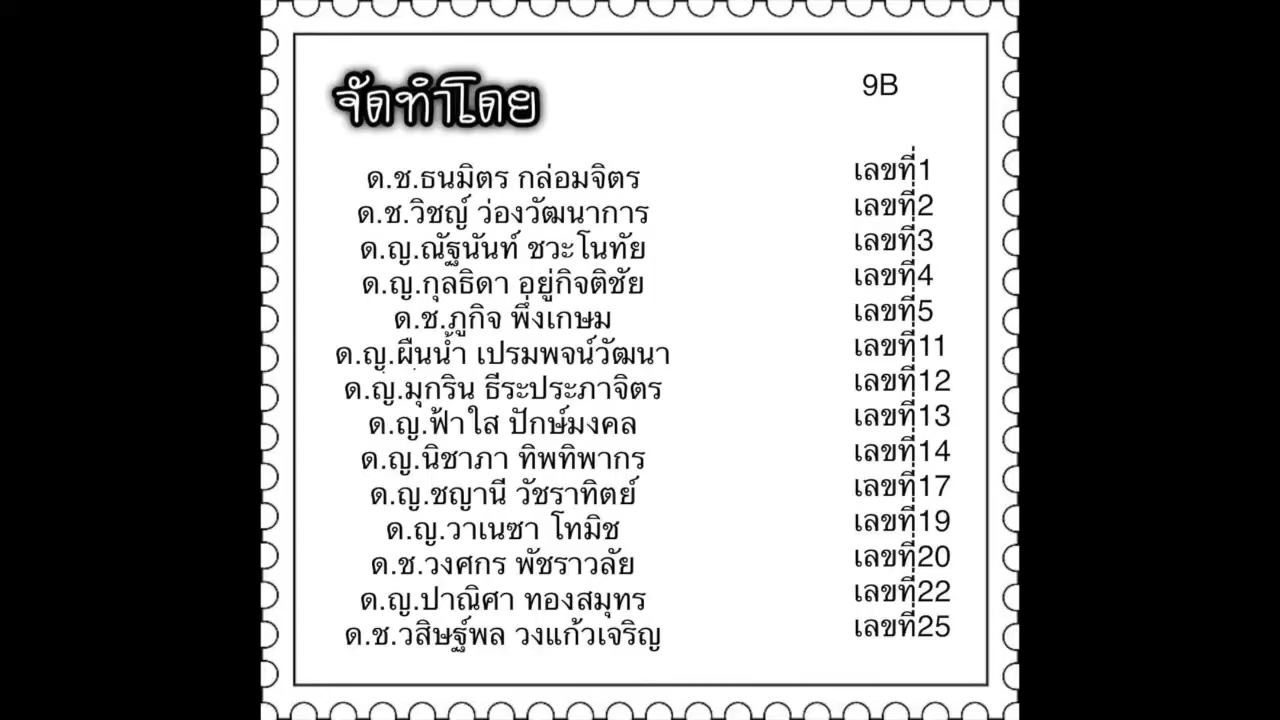 จัดทำโดย 9B
ด.ช.ธนมิตร กล่อมจิตร เลขที่1
ด.ช.วิชญ์ ว่องวัฒนาการ เลขที่2
ด.ญ.ณัฐนันท์ ชวะโนทัย เลขที่3
ด.ญ.กุลธิดา อยู่กิจติชัย เลขที่4
ด.ช.ภูกิจ พึ่งเกษม เลขที่5
ด.ญ.ผืนน้ำ เปรมพจน์วัฒนา เลขที่11
ด.ญ.มุกริน ธีระประภาจิตร เลขที่12
ด.ญ.ฟ้าใส ปักษ์มงคล เลขที่13
ด.ญ.นิชาภา ทิพทิพากร เลขที่14
ด.ญ.ชญานี วัชราทิตย์ เลขที่17
ด.ญ.วาเนซา โทมิช เลขที่19
ด.ช.วงศกร พัชราวลัย เลขที่20
ด.ญ.ปาณิศา ทองสมุทร เลขที่22
ด.ช.วสิษฐ์พล วงแก้วเจริญ เลขที่25